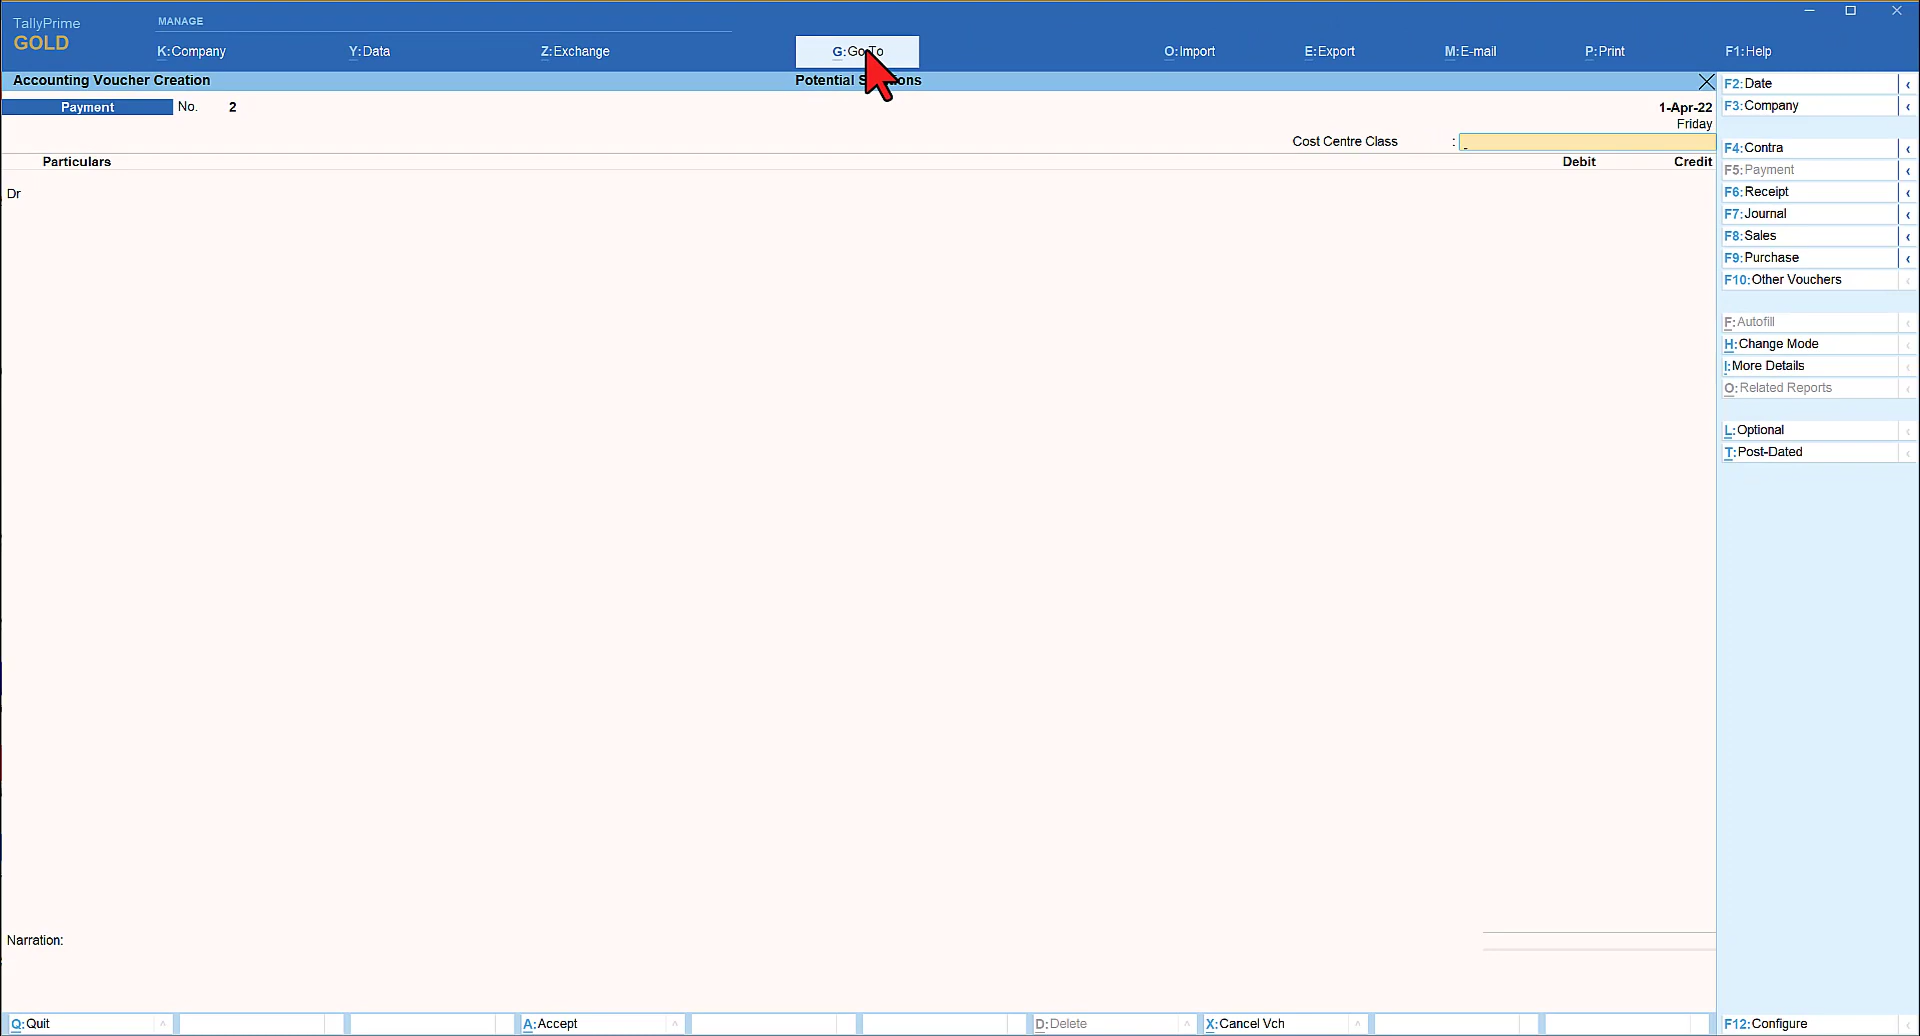 TallyPrime
GOLD
MANAGE
K:Company
Y:Data
Z:Exchange
G:Go To
O:Import
E:Export
M:E-mail
P:Print
F1:Help
Accounting Voucher Creation
Potential
Payment No. 2
1-Apr-22
Friday
Cost Centre Class :
Particulars Debit Credit
Dr
Narration:
F2:Date
F3:Company
F4:Contra
F5:Payment
F6:Receipt
F7:Journal
F8:Sales
F9:Purchase
F10:Other Vouchers
F:Autofill
H:Change Mode
I:More Details
O:Related Reports
L:Optional
T:Post-Dated
Q:Quit
A:Accept
D:Delete
X:Cancel Vch
F12:Configure